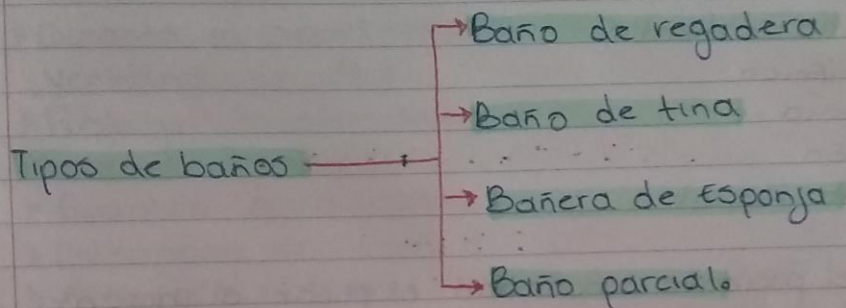 Baño de regadera
Baño de tina
Tipos de baños
Bañera de Esponja
Baño parcial.